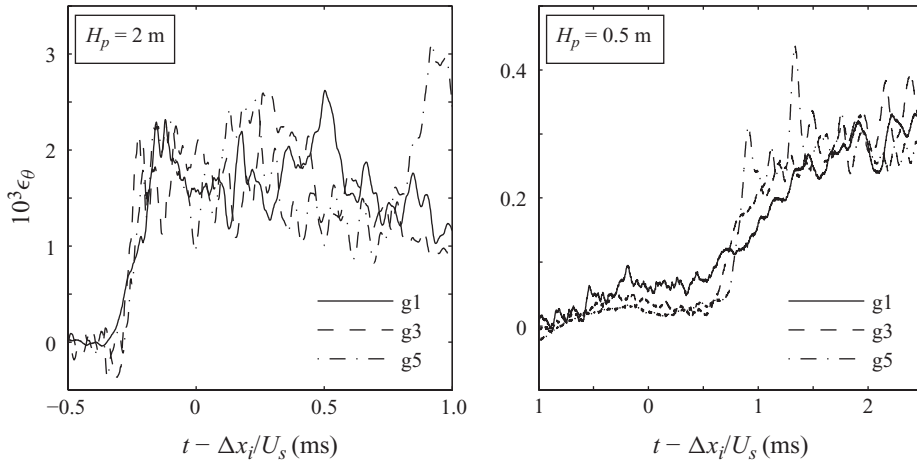 H_p = 2 m
3
2
1
0
10³ϵ_θ
g1
g3
g5
−0.5
0
0.5
1.0
t − Δx_i/U_s (ms)
H_p = 0.5 m
0.4
0.2
0
g1
g3
g5
1
0
1
2
t − Δx_i/U_s (ms)